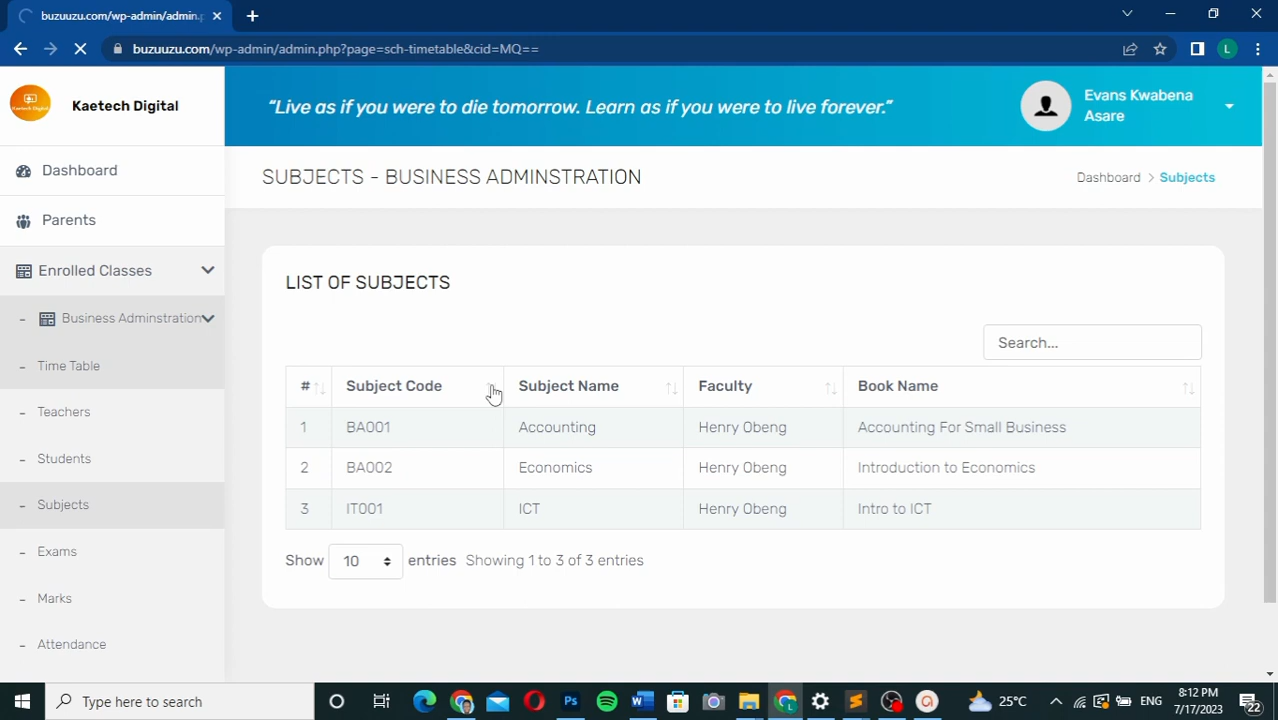 buzuuzu.com/wp-admin/admin.
buzuuzu.com/wp-admin/admin.php?page=sch-timetable&cid=MQ==
L
Kaetech Digital
“Live as if you were to die tomorrow. Learn as if you were to live forever.”
Evans Kwabena
Asare
Dashboard
SUBJECTS - BUSINESS ADMINSTRATION
Dashboard > Subjects
Parents
Enrolled Classes
- Business Adminstration
- Time Table
- Teachers
- Students
- Subjects
- Exams
- Marks
- Attendance
LIST OF SUBJECTS
Search...
# Subject Code Subject Name Faculty Book Name
1 BA001 Accounting Henry Obeng Accounting For Small Business
2 BA002 Economics Henry Obeng Introduction to Economics
3 IT001 ICT Henry Obeng Intro to ICT
Show 10 entries Showing 1 to 3 of 3 entries
Type here to search
25°C
ENG
8:12 PM
7/17/2023
22